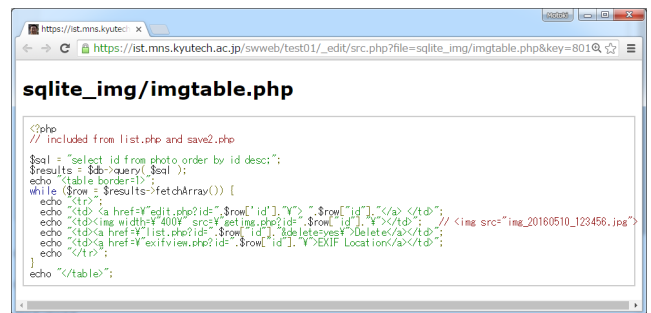 Hotoki
https://ist.mns.kyutech
https://ist.mns.kyutech.ac.jp/swweb/test01/_edit/src.php?file=sqlite_img/imgtable.php&key=801
sqlite_img/imgtable.php
<?php
// included from list.php and save2.php
$sql = "select id from photo order by id desc;";
$results = $db->query( $sql );
echo "<table border=1>";
while ($row = $results->fetchArray()) {
echo "<tr>";
echo "<td> <a href=¥"edit.php?id=".$row['id']."¥"> ".$row["id"]."</a> </td>";
echo "<td><img width=¥"400¥" src=¥"getimg.php?id=".$row["id"]."¥"></td>"; // <img src="img_20160510_123456.jpg">
echo "<td><a href=¥"list.php?id=".$row["id"]."&delete=yes¥">Delete</a></td>";
echo "<td><a href=¥"exifview.php?id=".$row["id"]."¥">EXIF Location</a></td>";
echo "</tr>";
}
echo "</table>";